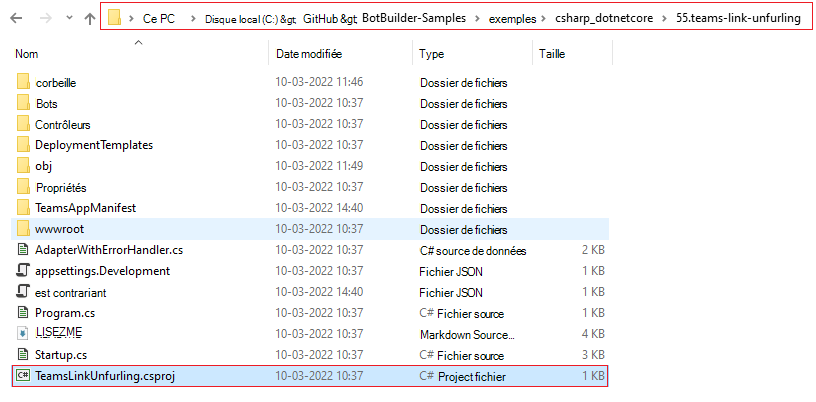 Ce PC > Disque local (C:) &gt; GitHub &gt; BotBuilder-Samples > exemples > csharp_dotnetcore > 55.teams-link-unfurling
Nom Date modifiée Type Taille
corbeille 10-03-2022 11:46 Dossier de fichiers
Bots 10-03-2022 10:37 Dossier de fichiers
Contrôleurs 10-03-2022 10:37 Dossier de fichiers
DeploymentTemplates 10-03-2022 10:37 Dossier de fichiers
obj 10-03-2022 11:49 Dossier de fichiers
Propriétés 10-03-2022 10:37 Dossier de fichiers
TeamsAppManifest 10-03-2022 14:40 Dossier de fichiers
wwwroot 10-03-2022 10:37 Dossier de fichiers
AdapterWithErrorHandler.cs 10-03-2022 10:37 C# source de données 2 KB
appsettings.Development 10-03-2022 10:37 Fichier JSON 1 KB
est contrariant 10-03-2022 14:40 Fichier JSON 1 KB
Program.cs 10-03-2022 10:37 C# Fichier source 1 KB
LISEZME 10-03-2022 10:37 Markdown Source... 4 KB
Startup.cs 10-03-2022 10:37 C# Fichier source 3 KB
C# TeamsLinkUnfurling.csproj 10-03-2022 10:37 C# Project fichier 1 KB